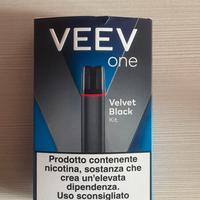 VEEV
one
Velvet
Black
Kit
Prodotto contenente
nicotina, sostanza che
crea un'elevata
dipendenza.
Uso sconsigliato